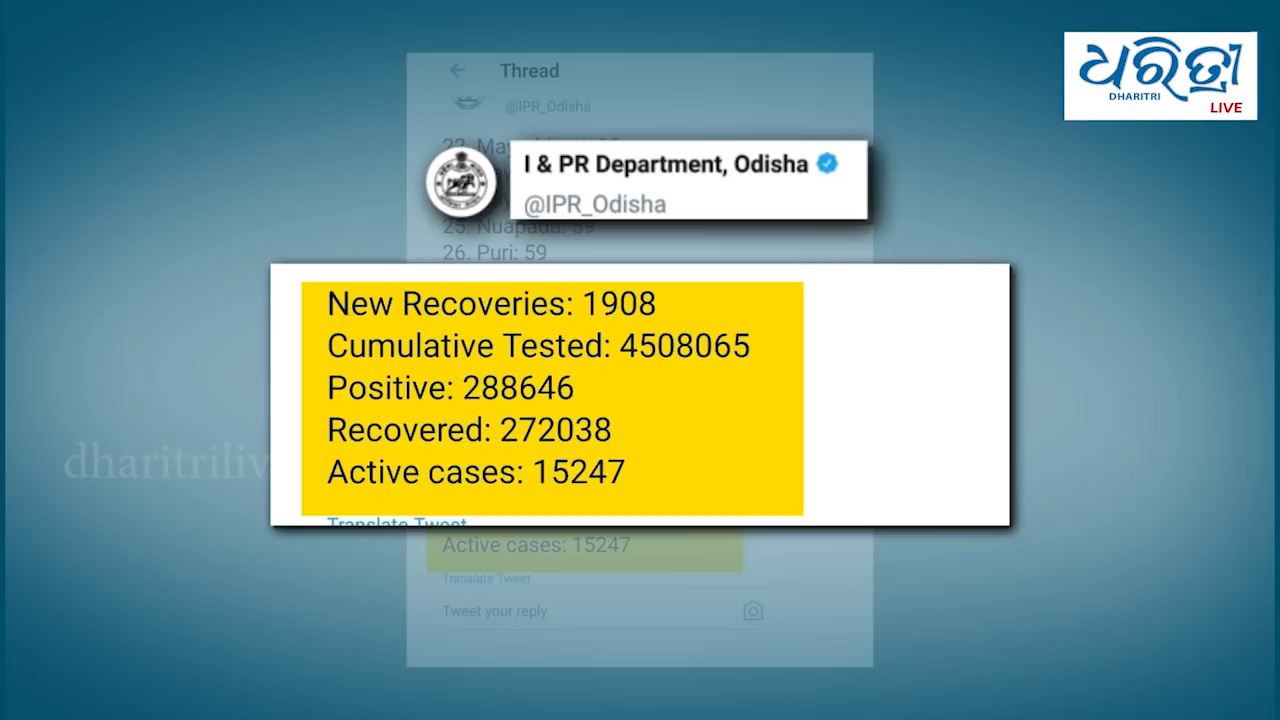 ଧରିତ୍ରୀ
DHARITRI
LIVE
Thread
@IPR_Odisha
I & PR Department, Odisha
@IPR_Odisha
25. Nuapada: 59
26. Puri: 59
New Recoveries: 1908
Cumulative Tested: 4508065
Positive: 288646
Recovered: 272038
Active cases: 15247
dharitriliv
Translate Tweet
Active cases: 15247
Translate Tweet
Tweet your reply